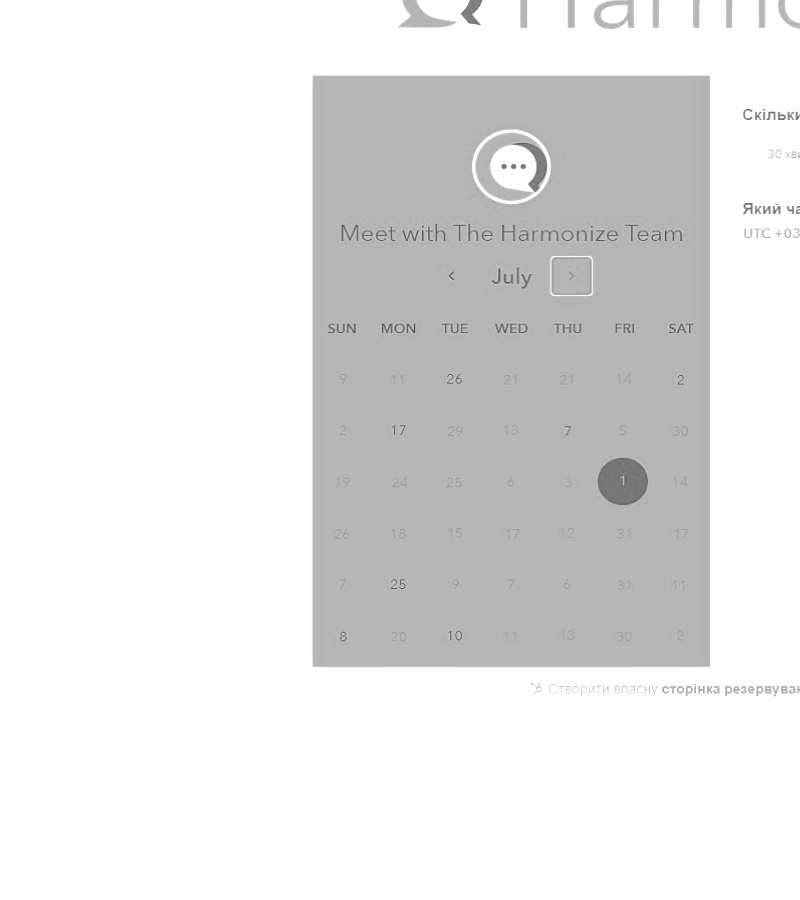 Harmo
Скільки
30 хви
Meet with The Harmonize Team
Який ча
UTC +03
July
SUN MON TUE WED THU FRI SAT
9 11 26 21 21 14 2
2 17 29 13 7 5 30
19 24 25 6 3 1 14
26 18 15 17 12 31 17
7 25 9 7 6 31 11
8 20 10 11 13 30 2
Створити власну сторінка резервуван